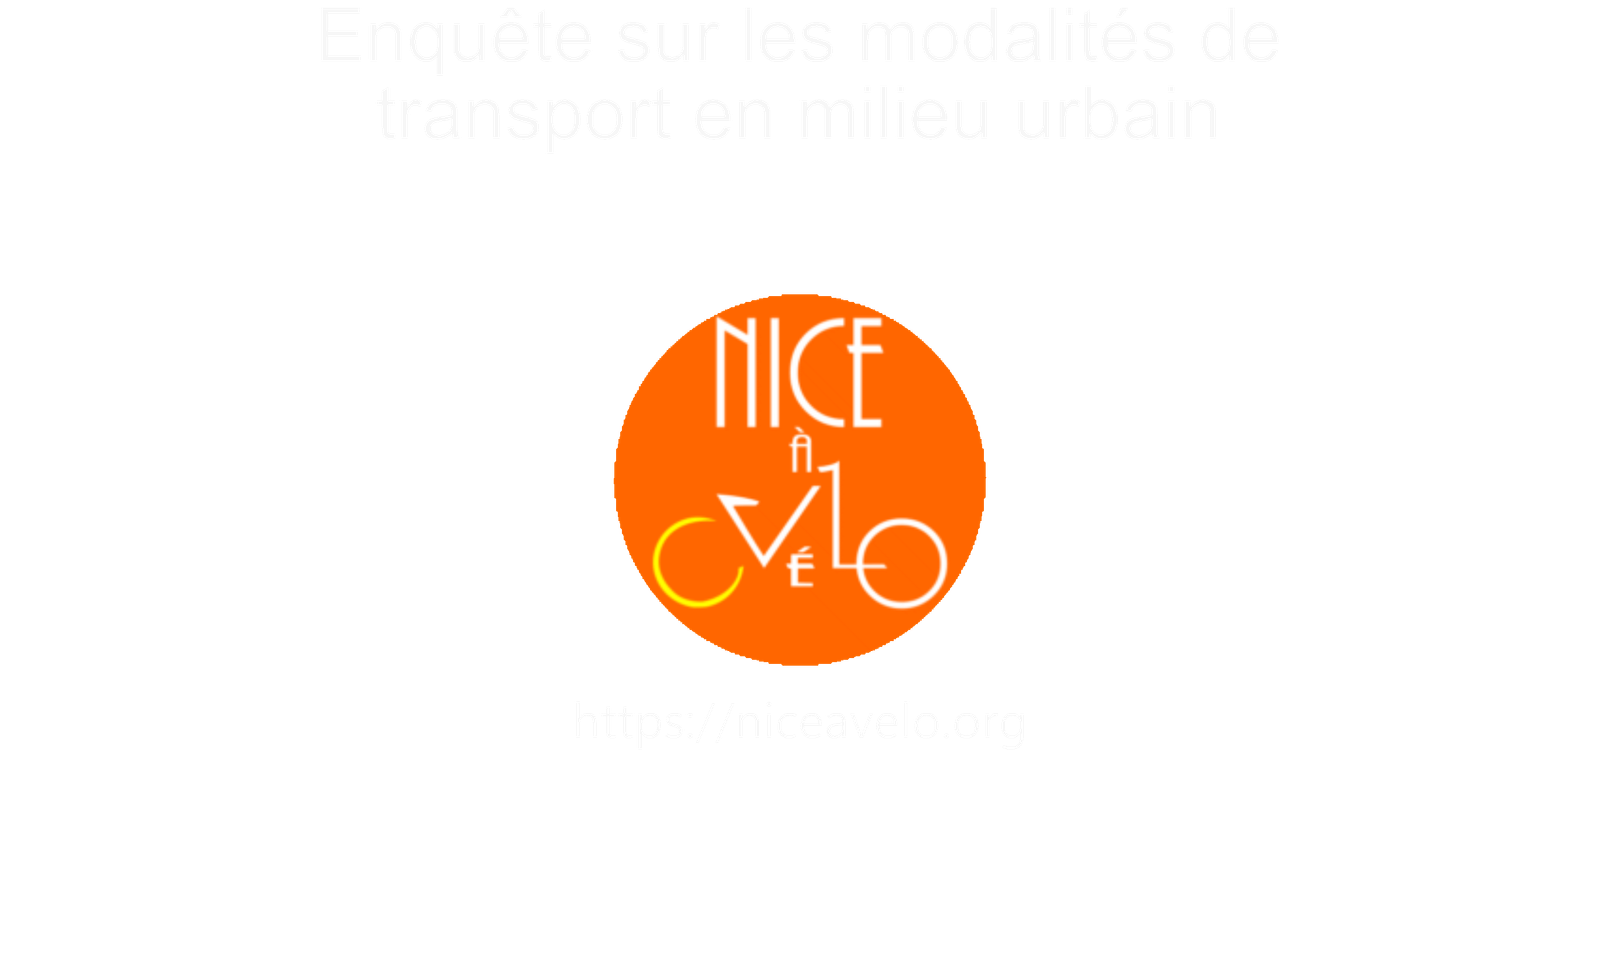 Enquête sur les modalités de
transport en milieu urbain
NICE
à
vélo
https://niceavelo.org